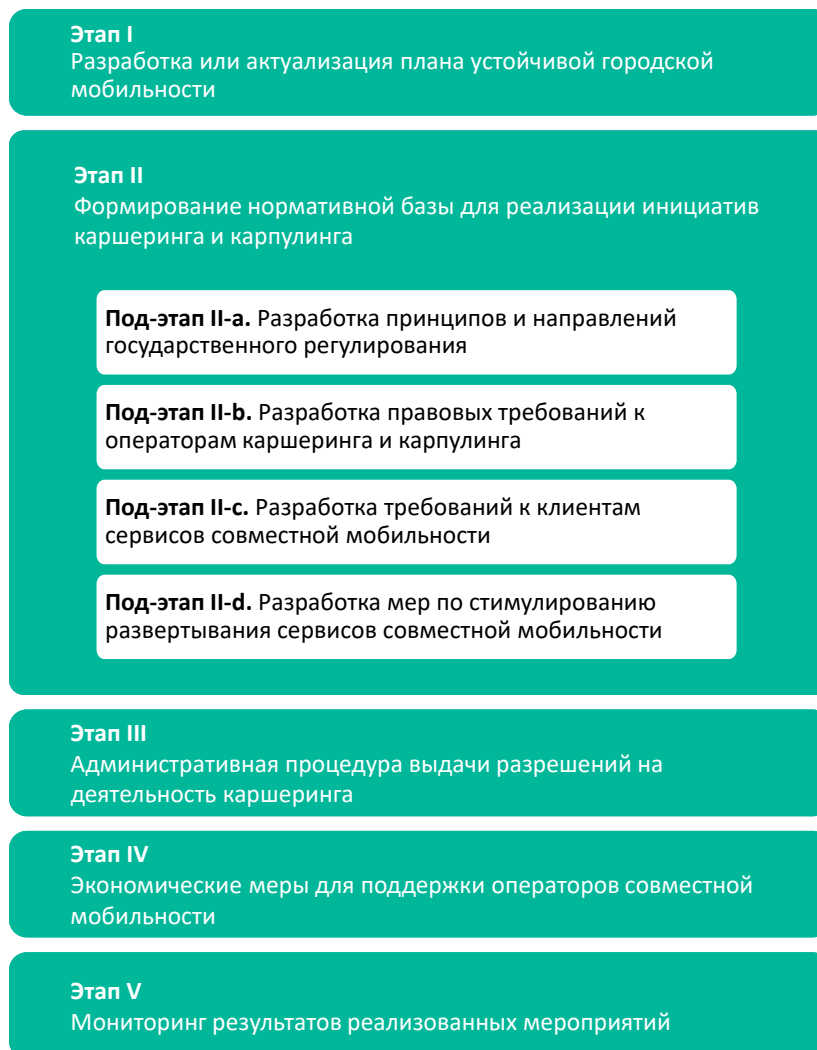 Этап I
Разработка или актуализация плана устойчивой городской
мобильности
Этап II
Формирование нормативной базы для реализации инициатив
каршеринга и карпулинга
Под-этап II-a. Разработка принципов и направлений
государственного регулирования
Под-этап II-b. Разработка правовых требований к
операторам каршеринга и карпулинга
Под-этап II-c. Разработка требований к клиентам
сервисов совместной мобильности
Под-этап II-d. Разработка мер по стимулированию
развертывания сервисов совместной мобильности
Этап III
Административная процедура выдачи разрешений на
деятельность каршеринга
Этап IV
Экономические меры для поддержки операторов совместной
мобильности
Этап V
Мониторинг результатов реализованных мероприятий